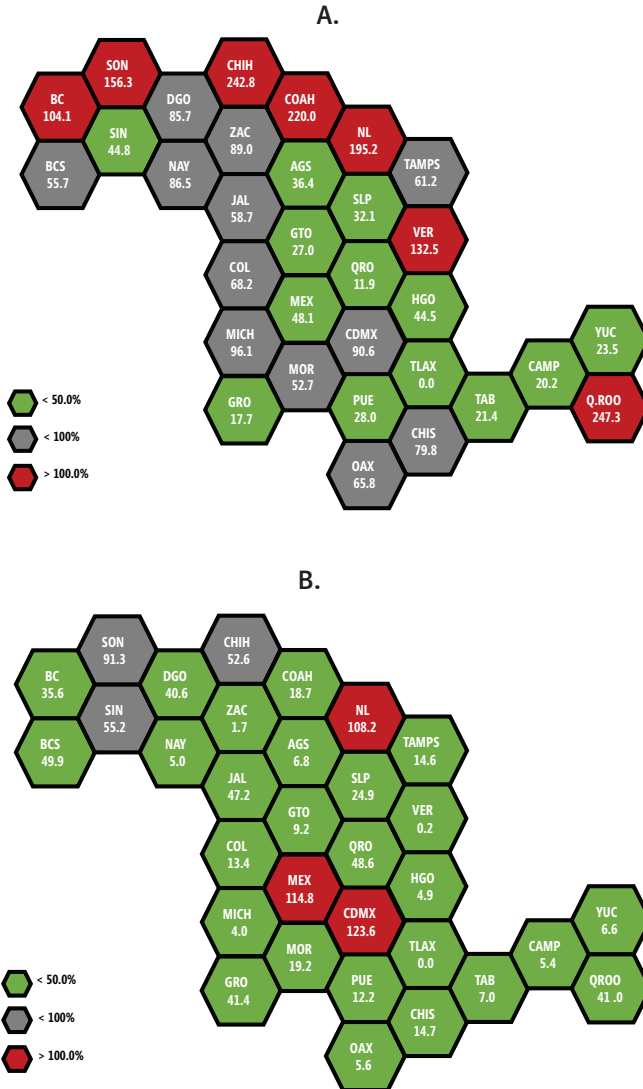 A.
SON
156.3
CHIH
242.8
BC
104.1
DGO
85.7
COAH
220.0
SIN
44.8
ZAC
89.0
NL
195.2
BCS
55.7
NAY
86.5
AGS
36.4
TAMPS
61.2
JAL
58.7
SLP
32.1
GTO
27.0
VER
132.5
COL
68.2
QRO
11.9
MEX
48.1
HGO
44.5
MICH
96.1
CDMX
90.6
YUC
23.5
MOR
52.7
TLAX
0.0
CAMP
20.2
GRO
17.7
PUE
28.0
TAB
21.4
Q.ROO
247.3
CHIS
79.8
OAX
65.8
< 50.0%
< 100%
> 100.0%
B.
SON
91.3
CHIH
52.6
BC
35.6
DGO
40.6
COAH
18.7
SIN
55.2
ZAC
1.7
NL
108.2
BCS
49.9
NAY
5.0
AGS
6.8
TAMPS
14.6
JAL
47.2
SLP
24.9
GTO
9.2
VER
0.2
COL
13.4
QRO
48.6
MEX
114.8
HGO
4.9
MICH
4.0
CDMX
123.6
YUC
6.6
MOR
19.2
TLAX
0.0
CAMP
5.4
GRO
41.4
PUE
12.2
TAB
7.0
QROO
41 .0
CHIS
14.7
OAX
5.6
< 50.0%
< 100%
> 100.0%